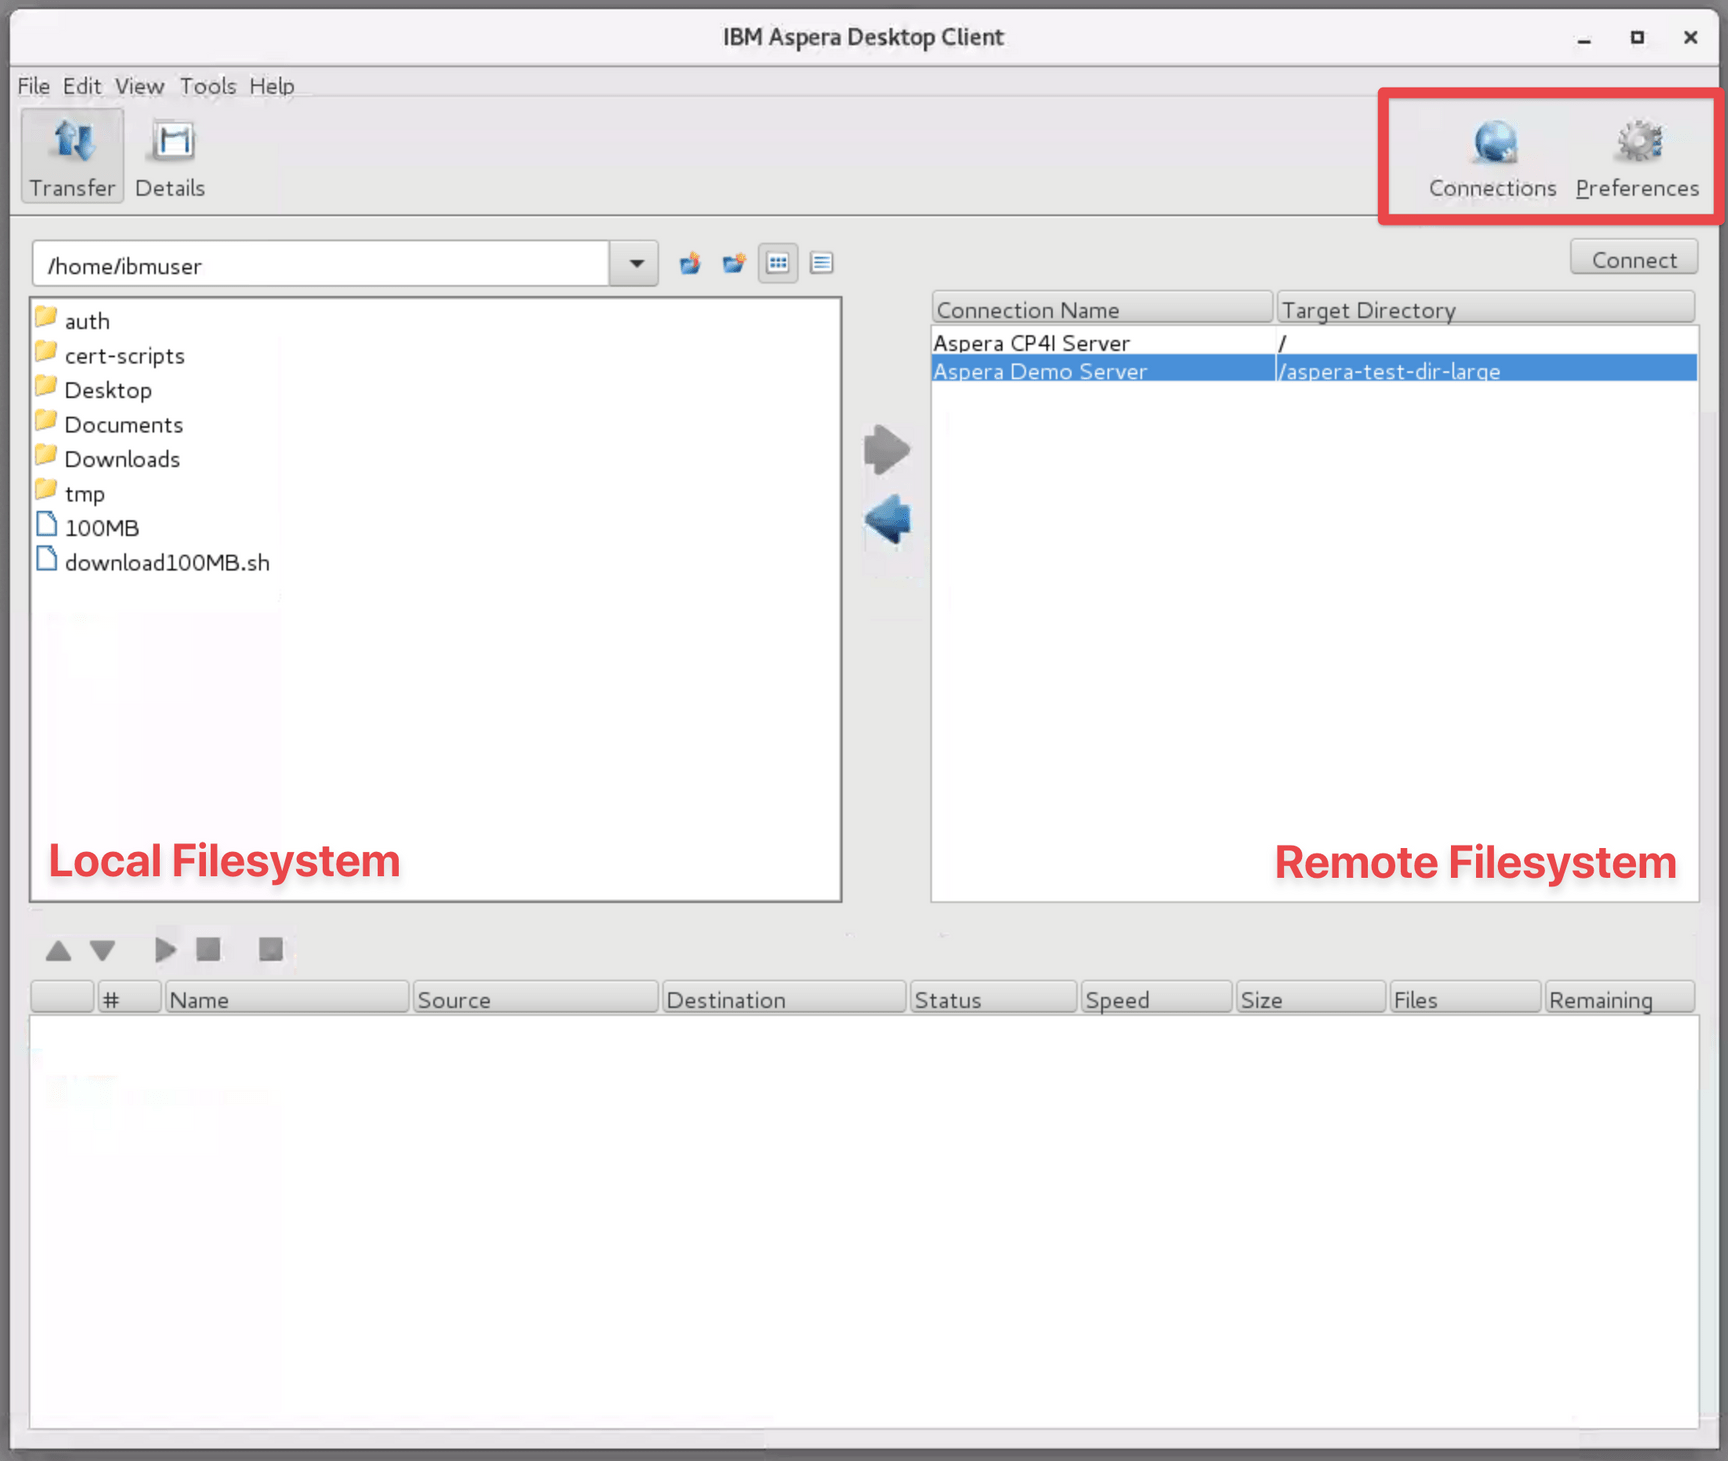 IBM Aspera Desktop Client
File Edit View Tools Help
Transfer Details Connections Preferences
/home/ibmuser
Connect
Connection Name Target Directory
Aspera CP4I Server /
Aspera Demo Server /aspera-test-dir-large
auth
cert-scripts
Desktop
Documents
Downloads
tmp
100MB
download100MB.sh
Local Filesystem
Remote Filesystem
# Name Source Destination Status Speed Size Files Remaining